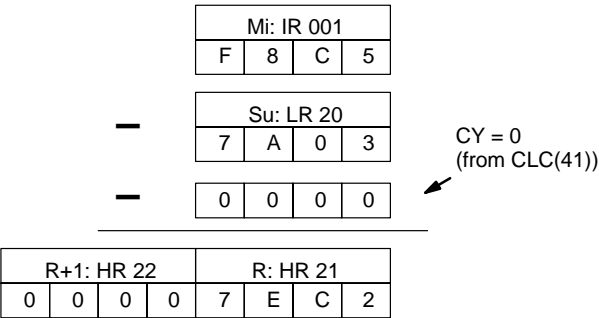 Mi: IR 001
F 8 C 5
− Su: LR 20
7 A 0 3
CY = 0
(from CLC(41))
− 0 0 0 0
R+1: HR 22 R: HR 21
0 0 0 0 7 E C 2